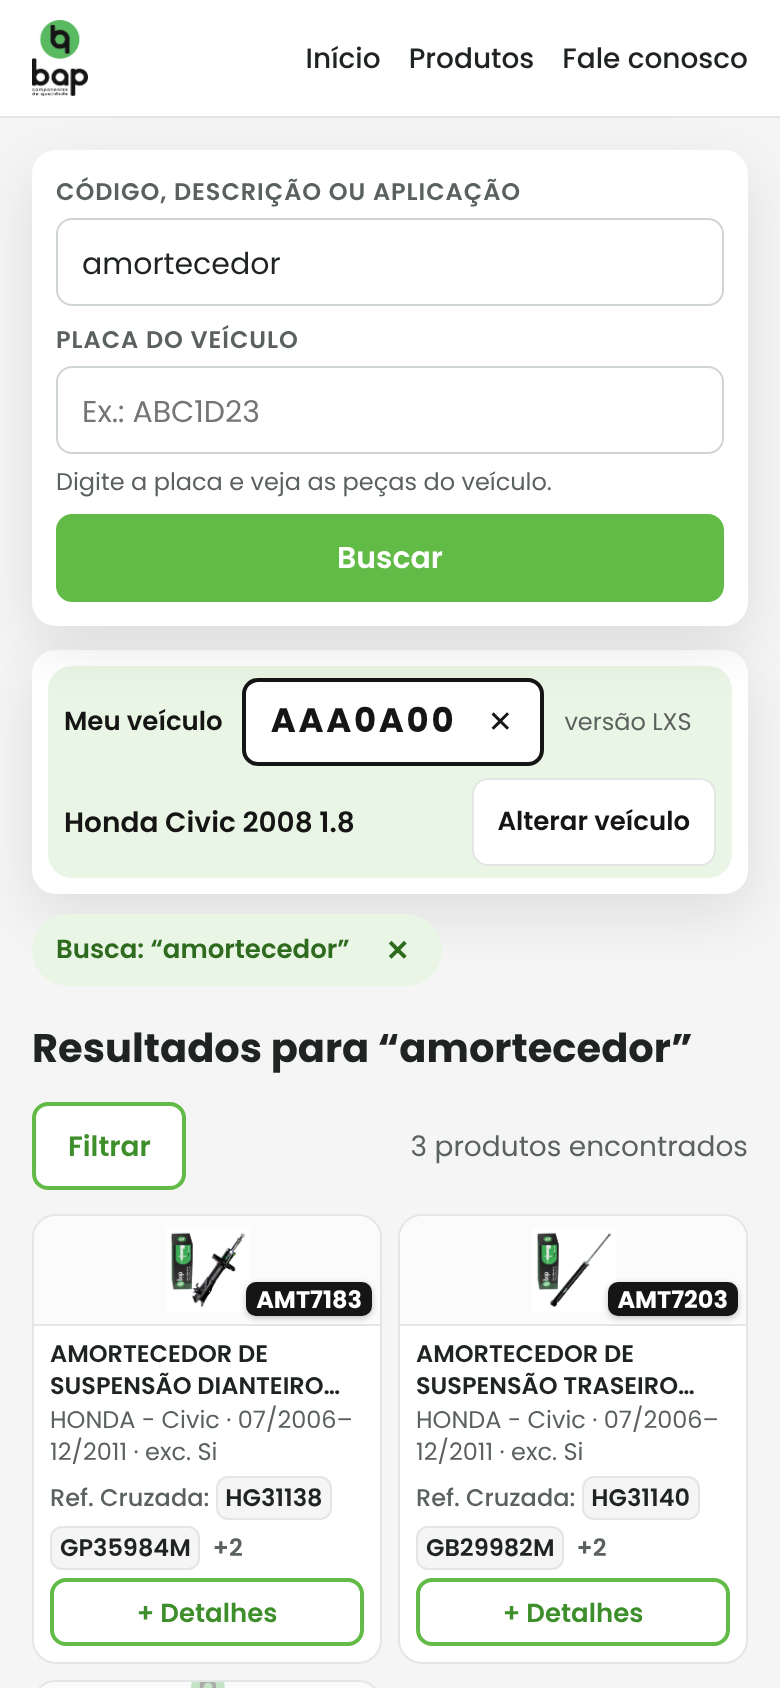 bap
componentes
de qualidade
Início Produtos Fale conosco
CÓDIGO, DESCRIÇÃO OU APLICAÇÃO
amortecedor
PLACA DO VEÍCULO
Ex.: ABC1D23
Digite a placa e veja as peças do veículo.
Buscar
Meu veículo AAA0A00 × versão LXS
Honda Civic 2008 1.8 Alterar veículo
Busca: “amortecedor” ×
Resultados para “amortecedor”
Filtrar 3 produtos encontrados
AMT7183
AMORTECEDOR DE
SUSPENSÃO DIANTEIRO...
HONDA - Civic · 07/2006–
12/2011 · exc. Si
Ref. Cruzada: HG31138
GP35984M +2
+ Detalhes
AMT7203
AMORTECEDOR DE
SUSPENSÃO TRASEIRO...
HONDA - Civic · 07/2006–
12/2011 · exc. Si
Ref. Cruzada: HG31140
GB29982M +2
+ Detalhes